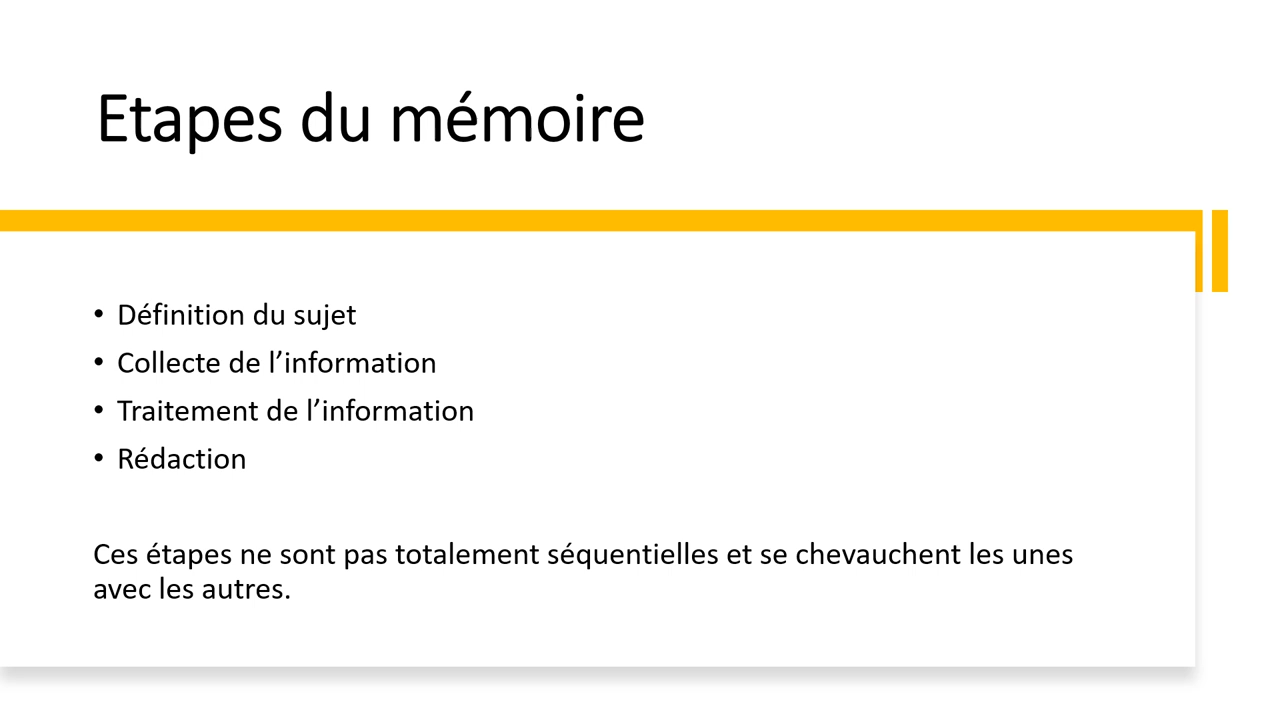 Etapes du mémoire
• Définition du sujet
• Collecte de l’information
• Traitement de l’information
• Rédaction
Ces étapes ne sont pas totalement séquentielles et se chevauchent les unes
avec les autres.